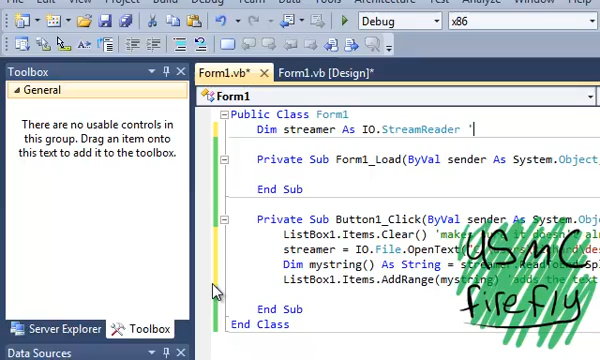 Debug x86
Toolbox
General
There are no usable controls in
this group. Drag an item onto
this text to add it to the toolbox.
Server Explorer Toolbox
Data Sources
Form1.vb* Form1.vb [Design]*
Form1
Public Class Form1
Dim streamer As IO.StreamReader '
Private Sub Form1_Load(ByVal sender As System.Object,
End Sub
Private Sub Button1_Click(ByVal sender As System.
ListBox1.Items.Clear() 'make
streamer = IO.File.OpenText(
Dim mystring() As String =
ListBox1.Items.AddRange(mystring) 'adds the text
End Sub
End Class
USMC
firefly